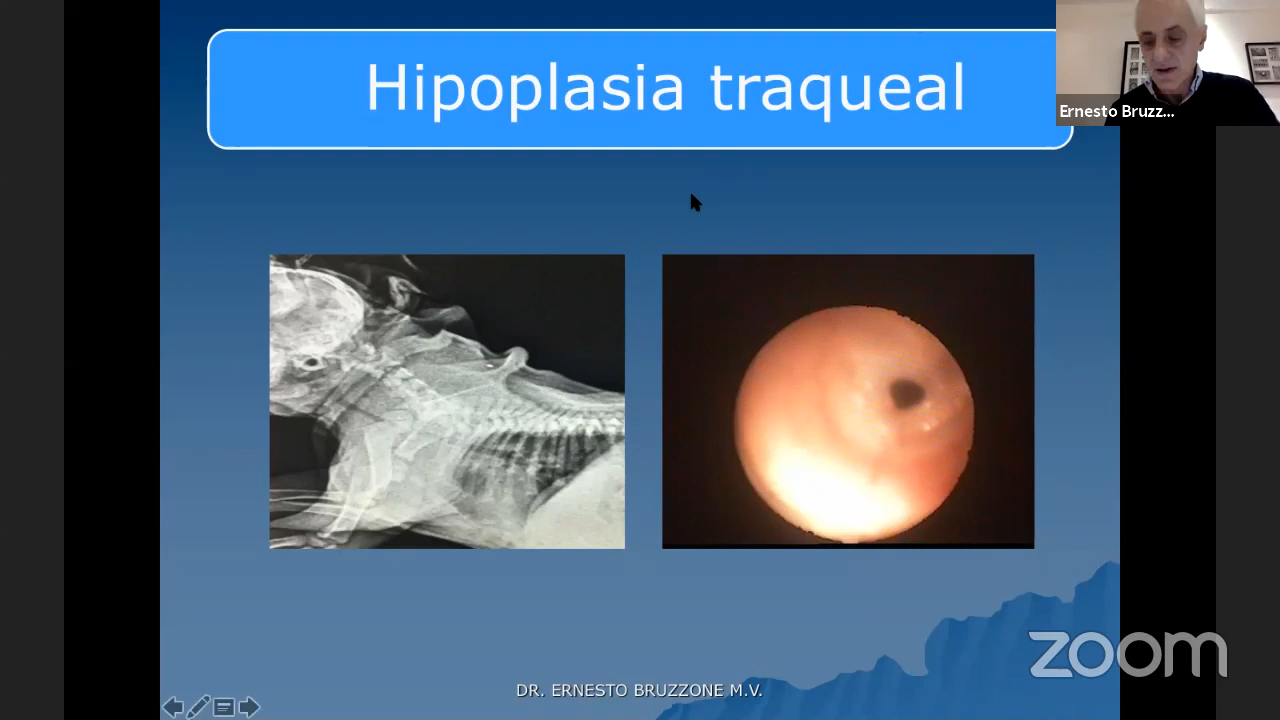 Hipoplasia traqueal
Ernesto Bruzz...
zoom
DR. ERNESTO BRUZZONE M.V.